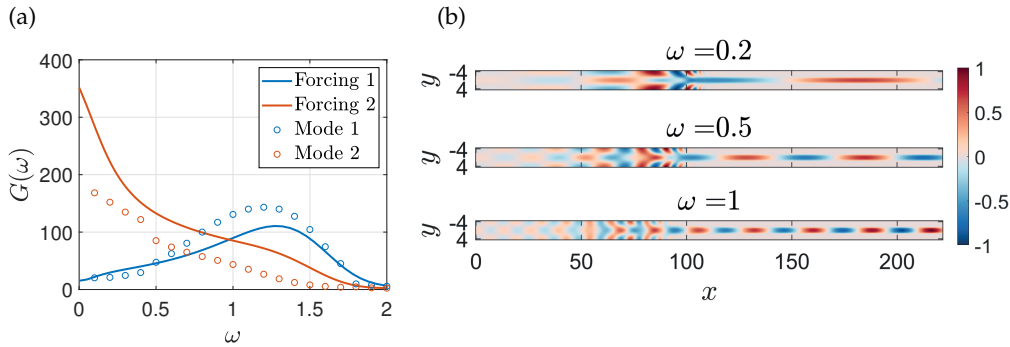 (a)
400
300
200
100
0
G(ω)
0
0.5
1
1.5
2
ω
Forcing 1
Forcing 2
Mode 1
Mode 2
(b)
ω =0.2
y
-4
4
ω =0.5
y
-4
4
ω =1
y
-4
4
0
50
100
150
200
x
1
0.5
0
-0.5
-1